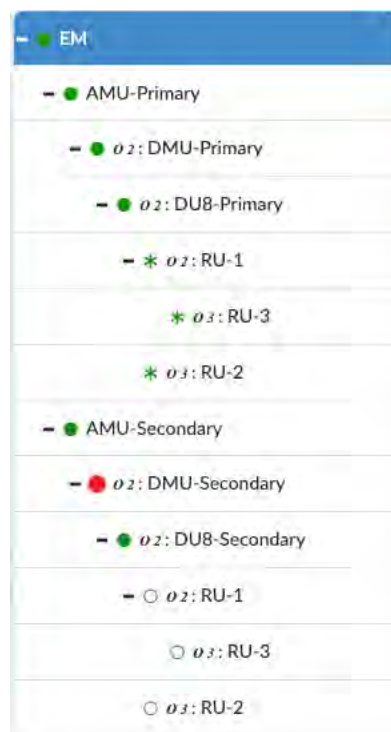 EM
AMU-Primary
o2: DMU-Primary
o2: DU8-Primary
o2: RU-1
o3: RU-3
o3: RU-2
AMU-Secondary
o2: DMU-Secondary
o2: DU8-Secondary
o2: RU-1
o3: RU-3
o3: RU-2